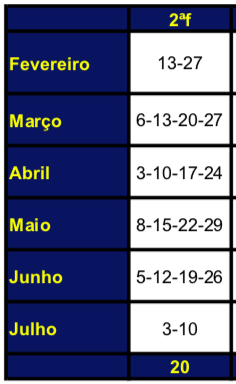 2ªf
Fevereiro 13-27
Março 6-13-20-27
Abril 3-10-17-24
Maio 8-15-22-29
Junho 5-12-19-26
Julho 3-10
20